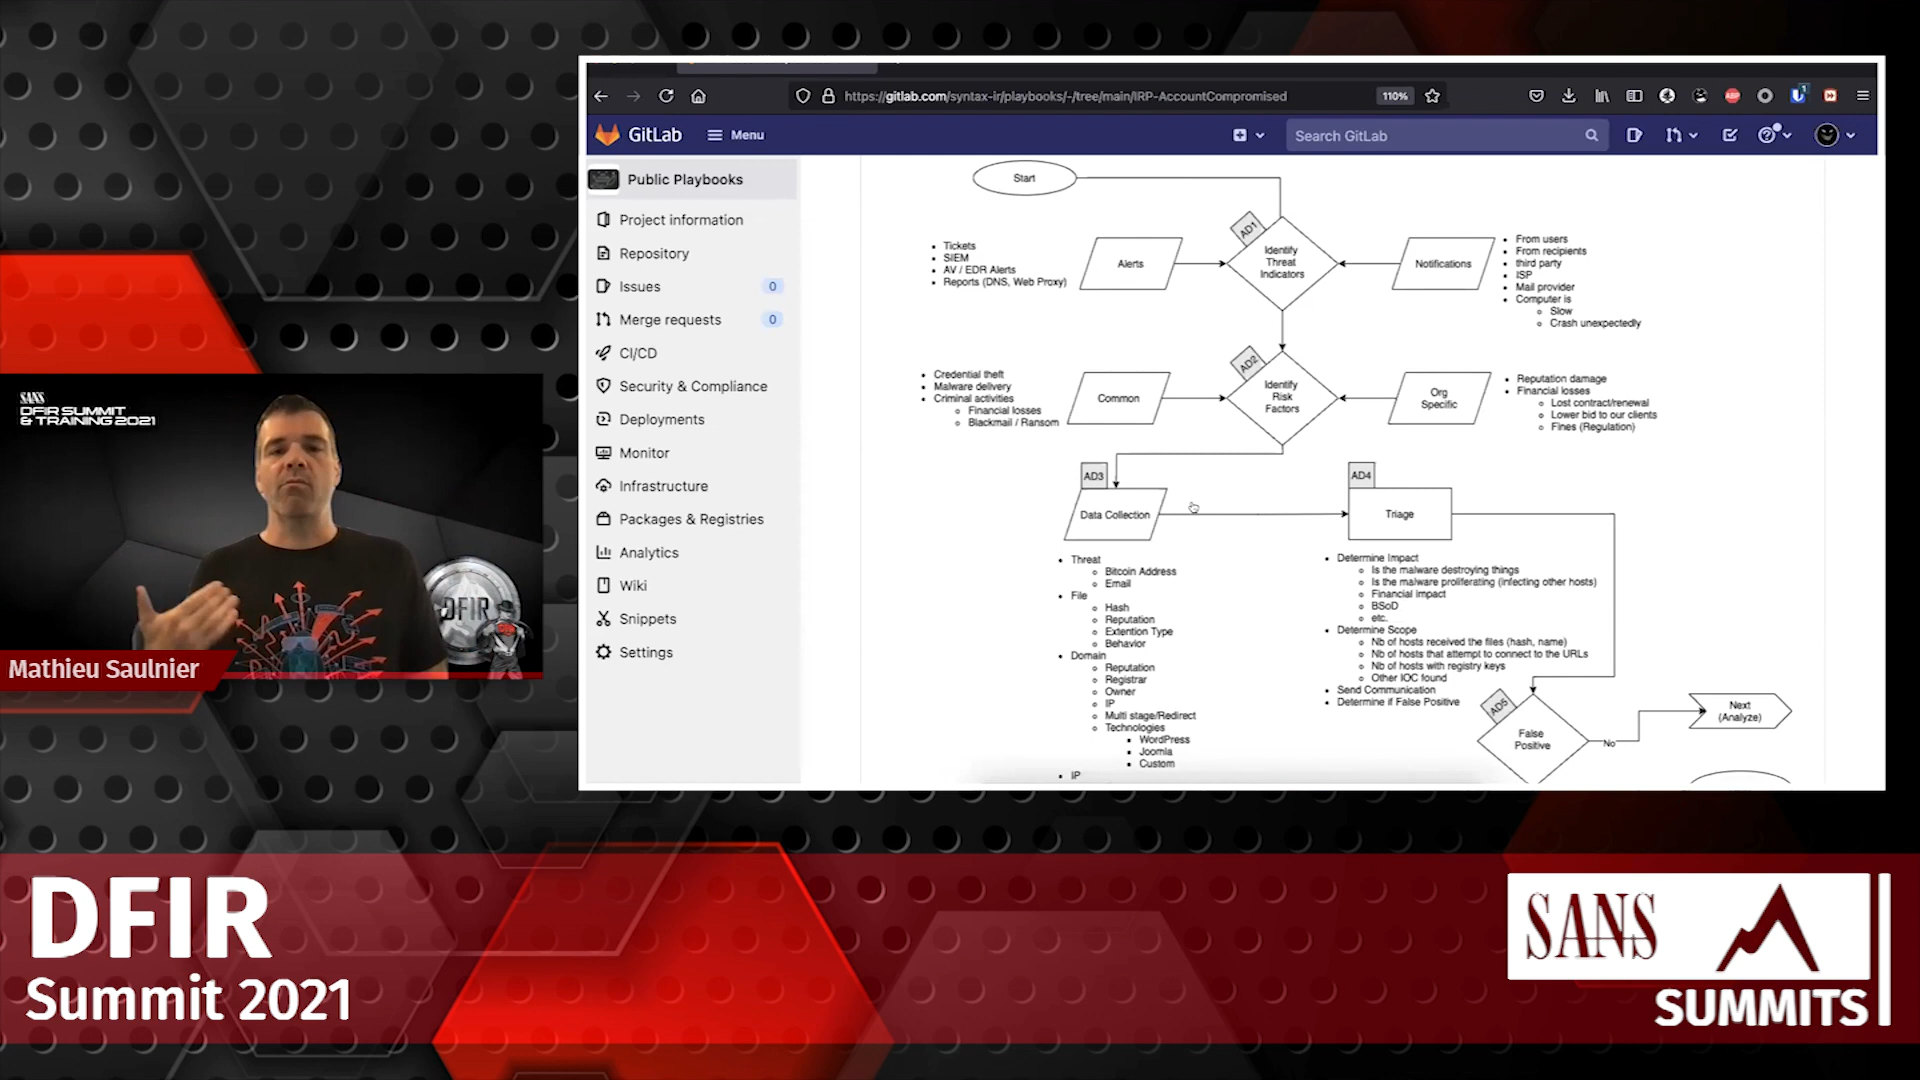 https://gitlab.com/syntax-ir/playbooks/-/tree/main/IRP-AccountCompromised
110%
GitLab
Menu
Search GitLab
Public Playbooks
Project information
Repository
Issues 0
Merge requests 0
CI/CD
Security & Compliance
Deployments
Monitor
Infrastructure
Packages & Registries
Analytics
Wiki
Snippets
Settings
Start
AD1
Identify
Threat
Indicators
Alerts
• Tickets
• SIEM
• AV / EDR Alerts
• Reports (DNS, Web Proxy)
Notifications
• From users
• From recipients
• third party
• ISP
• Mail provider
• Computer is
◦ Slow
◦ Crash unexpectedly
AD2
Identify
Risk
Factors
Common
• Credential theft
• Malware delivery
• Criminal activities
◦ Financial losses
◦ Blackmail / Ransom
Org
Specific
• Reputation damage
• Financial losses
◦ Lost contract/renewal
◦ Lower bid to our clients
◦ Fines (Regulation)
AD3
Data Collection
• Threat
◦ Bitcoin Address
◦ Email
• File
◦ Hash
◦ Reputation
◦ Extention Type
◦ Behavior
• Domain
◦ Reputation
◦ Registrar
◦ Owner
◦ IP
◦ Multi stage/Redirect
◦ Technologies
▪ WordPress
▪ Joomla
▪ Custom
• IP
AD4
Triage
• Determine Impact
◦ Is the malware destroying things
◦ Is the malware proliferating (infecting other hosts)
◦ Financial impact
◦ BSoD
◦ etc.
• Determine Scope
◦ Nb of hosts received the files (hash, name)
◦ Nb of hosts that attempt to connect to the URLs
◦ Nb of hosts with registry keys
◦ Other IOC found
• Send Communication
• Determine if False Positive
AD5
False
Positive
No
Next
(Analyze)
SANS
DFIR SUMMIT
& TRAINING 2021
DFIR
Mathieu Saulnier
DFIR
Summit 2021
SANS
SUMMITS